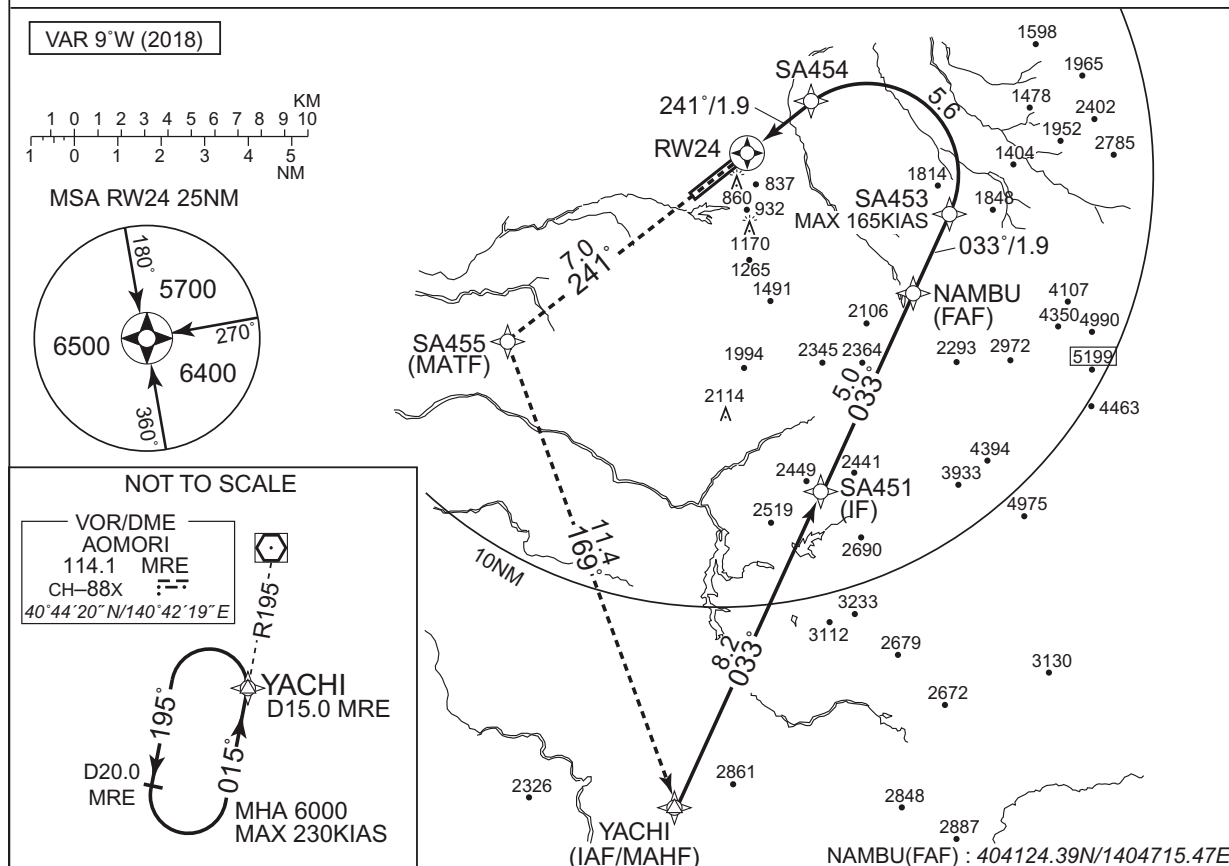 VAR 9°W (2018)
1 0 1 2 3 4 5 6 7 8 9 10 KM
1 0 1 2 3 4 5 NM
MSA RW24 25NM
180°
5700
270°
6500
6400
360°
NOT TO SCALE
VOR/DME
AOMORI
114.1 MRE
CH–88X
40°44´20˝N/140°42´19˝E
R195
YACHI
D15.0 MRE
195°
015°
D20.0
MRE
MHA 6000
MAX 230KIAS
1598
1965
SA454
1478
2402
241°/1.9
5.6
1952
2785
RW24
1404
837
1814
860
932
SA453
MAX 165KIAS
1848
1170
033°/1.9
1265
7.0
241°
1491
NAMBU
(FAF)
4107
2106
4350
4990
SA455
(MATF)
1994
2345
2364
2293
2972
5199
5.0
033°
2114
4463
4394
2449
2441
3933
SA451
(IF)
2519
4975
2690
11.4
169°
10NM
3233
3112
2679
3130
8.2
033°
2672
2326
2861
2848
YACHI
(IAF/MAHF)
2887
NAMBU(FAF) : 404124.39N/1404715.47E